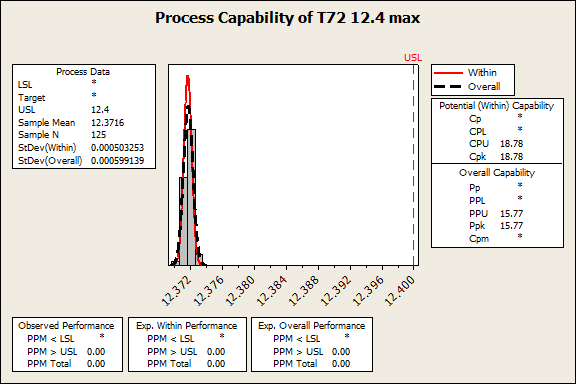 Process Capability of T72 12.4 max
Process Data
LSL *
Target *
USL 12.4
Sample Mean 12.3716
Sample N 125
StDev(Within) 0.000503253
StDev(Overall) 0.000599139
USL
Within
Overall
Potential (Within) Capability
Cp *
CPL *
CPU 18.78
Cpk 18.78
Overall Capability
Pp *
PPL *
PPU 15.77
Ppk 15.77
Cpm *
12.372 12.376 12.380 12.384 12.388 12.392 12.396 12.400
Observed Performance
PPM < LSL *
PPM > USL 0.00
PPM Total 0.00
Exp. Within Performance
PPM < LSL *
PPM > USL 0.00
PPM Total 0.00
Exp. Overall Performance
PPM < LSL *
PPM > USL 0.00
PPM Total 0.00